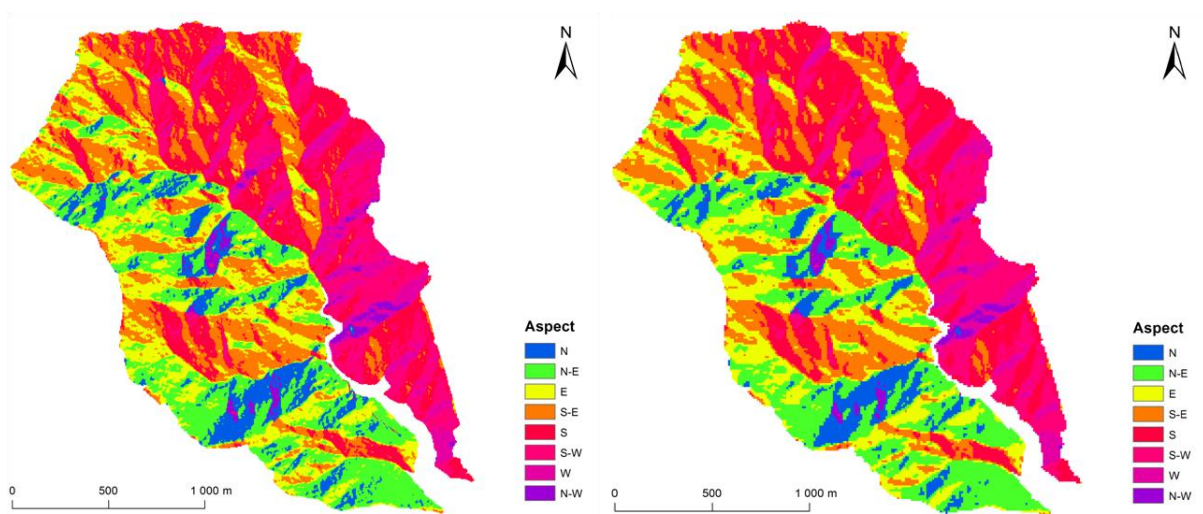 N
Aspect
N
N-E
E
S-E
S
S-W
W
N-W
0 500 1 000 m
N
Aspect
N
N-E
E
S-E
S
S-W
W
N-W
0 500 1 000 m